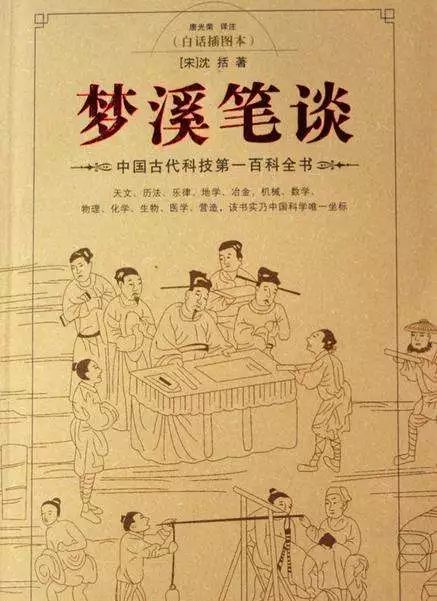 唐光荣 译注
(白话插图本)
[宋]沈 括 著
梦溪笔谈
中国古代科技第一百科全书
天文、历法、乐律、地学、冶金、机械、数学、
物理、化学、生物、医学、营造，该书实乃中国科学唯一坐标